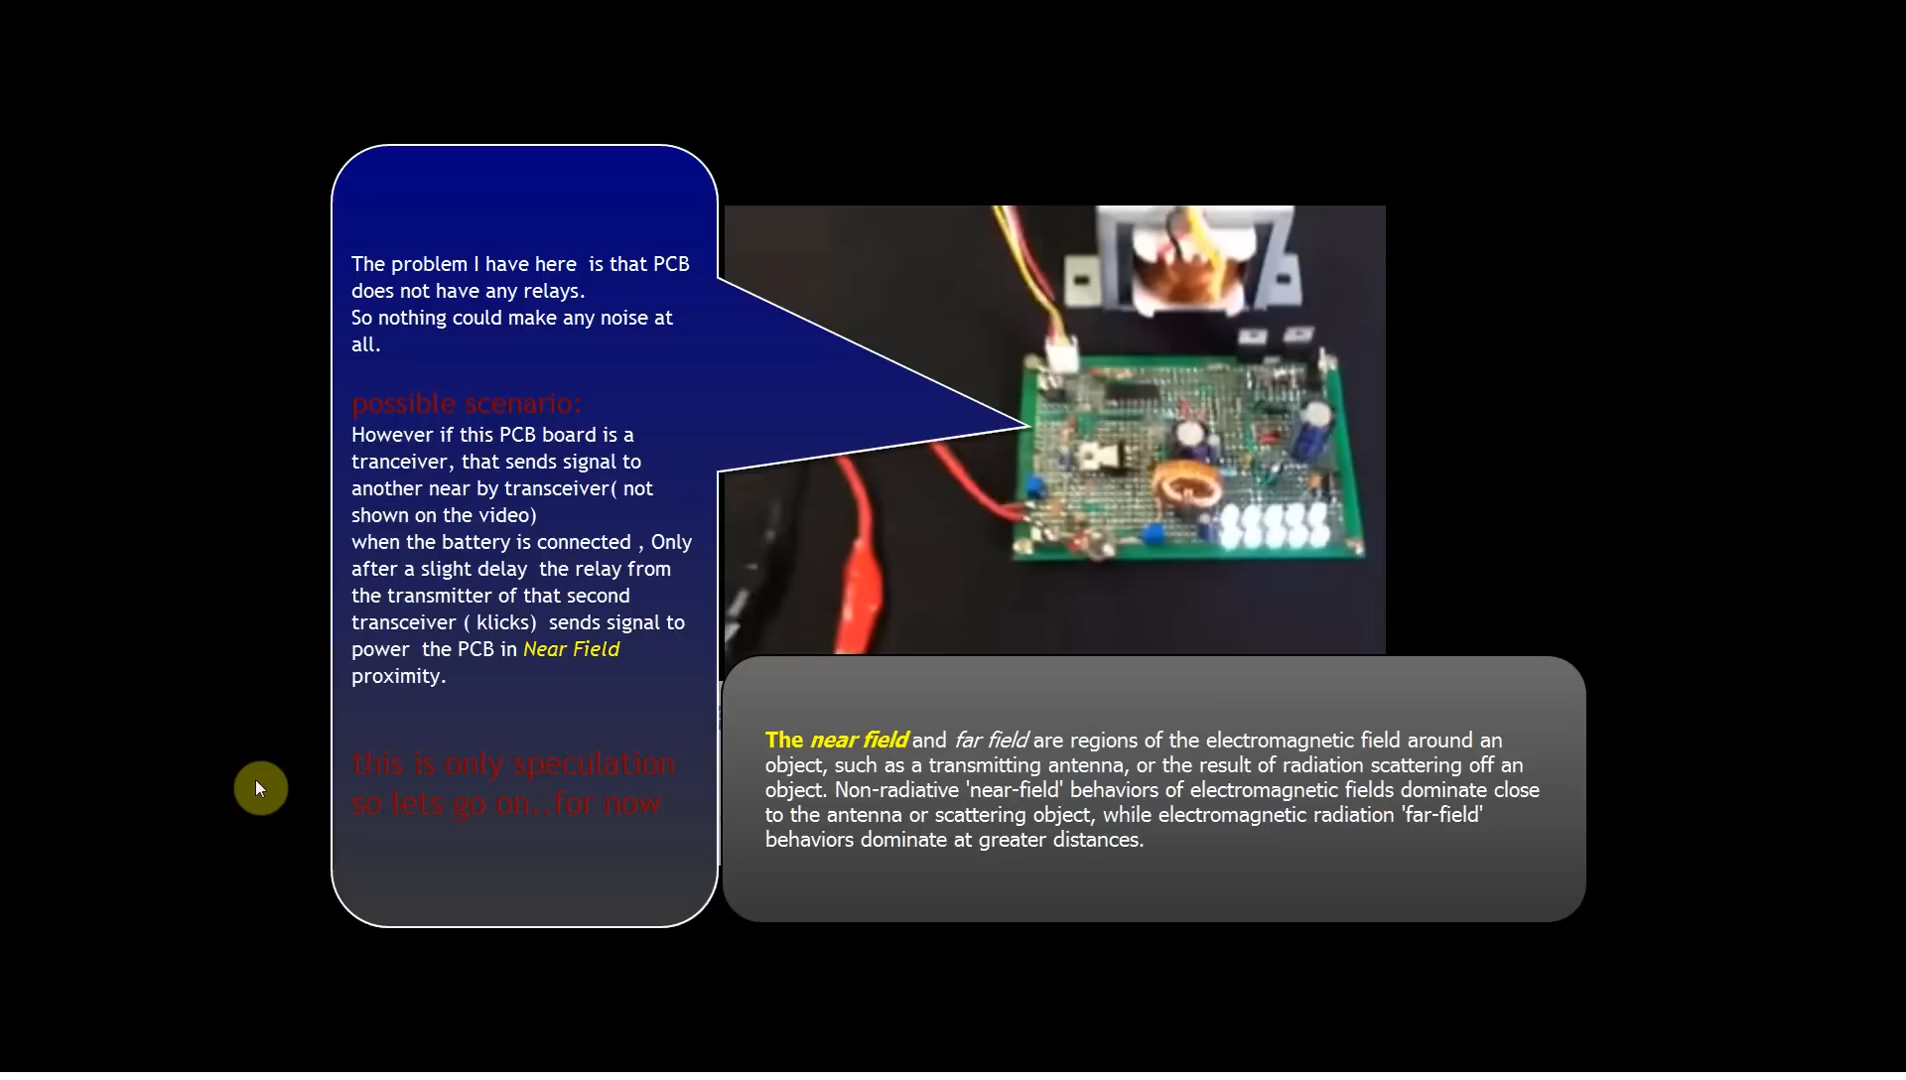 The problem I have here is that PCB
does not have any relays.
So nothing could make any noise at
all.
possible scenario:
However if this PCB board is a
tranceiver, that sends signal to
another near by transceiver( not
shown on the video)
when the battery is connected , Only
after a slight delay the relay from
the transmitter of that second
transceiver ( klicks) sends signal to
power the PCB in Near Field
proximity.
this is only speculation
so lets go on..for now
The near field and far field are regions of the electromagnetic field around an
object, such as a transmitting antenna, or the result of radiation scattering off an
object. Non-radiative 'near-field' behaviors of electromagnetic fields dominate close
to the antenna or scattering object, while electromagnetic radiation 'far-field'
behaviors dominate at greater distances.